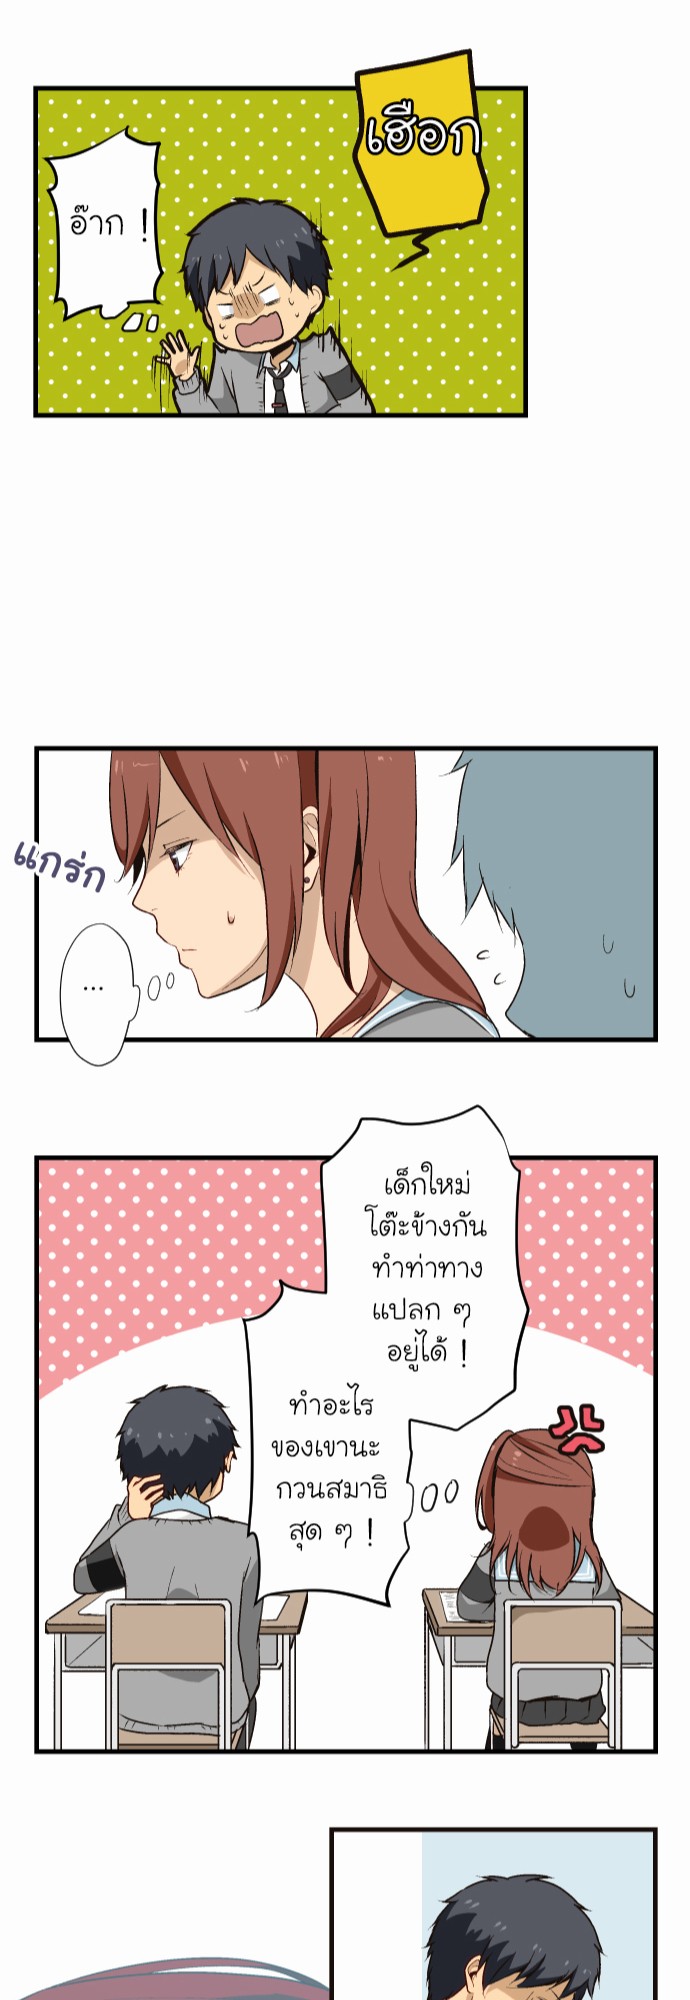 เฮือก
อ๊าก !
แกร่ก
...
เด็กใหม่
โต๊ะข้างกัน
ทำท่าทาง
แปลก ๆ
อยู่ได้ !
ทำอะไร
ของเขานะ
กวนสมาธิ
สุด ๆ !